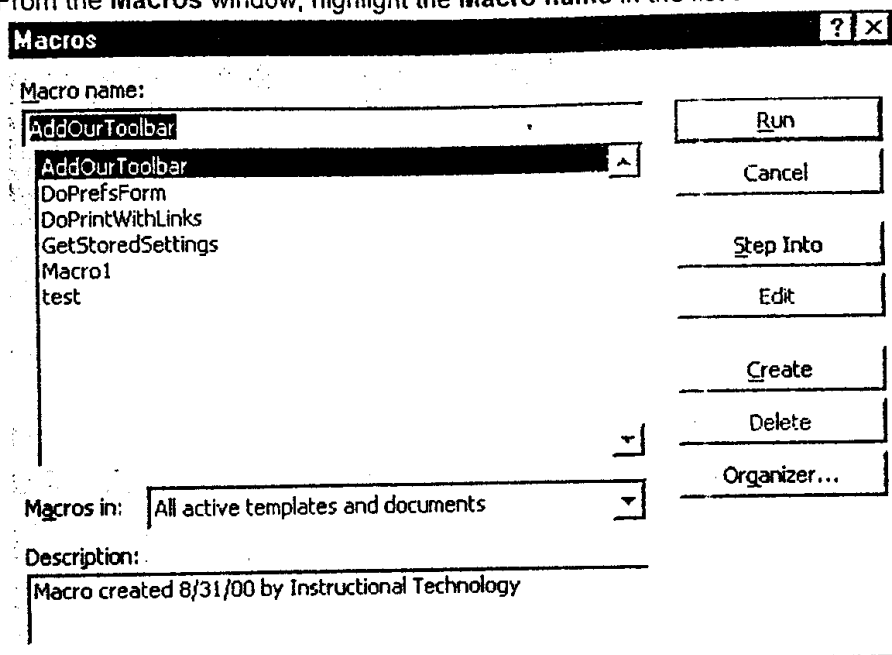 From the Macros window, highlight the Macro name in the list
Macros
? ×
Macro name:
AddOurToolbar
AddOurToolbar
DoPrefsForm
DoPrintWithLinks
GetStoredSettings
Macro1
test
Macros in: All active templates and documents
Description:
Macro created 8/31/00 by Instructional Technology
Run
Cancel
Step Into
Edit
Create
Delete
Organizer...